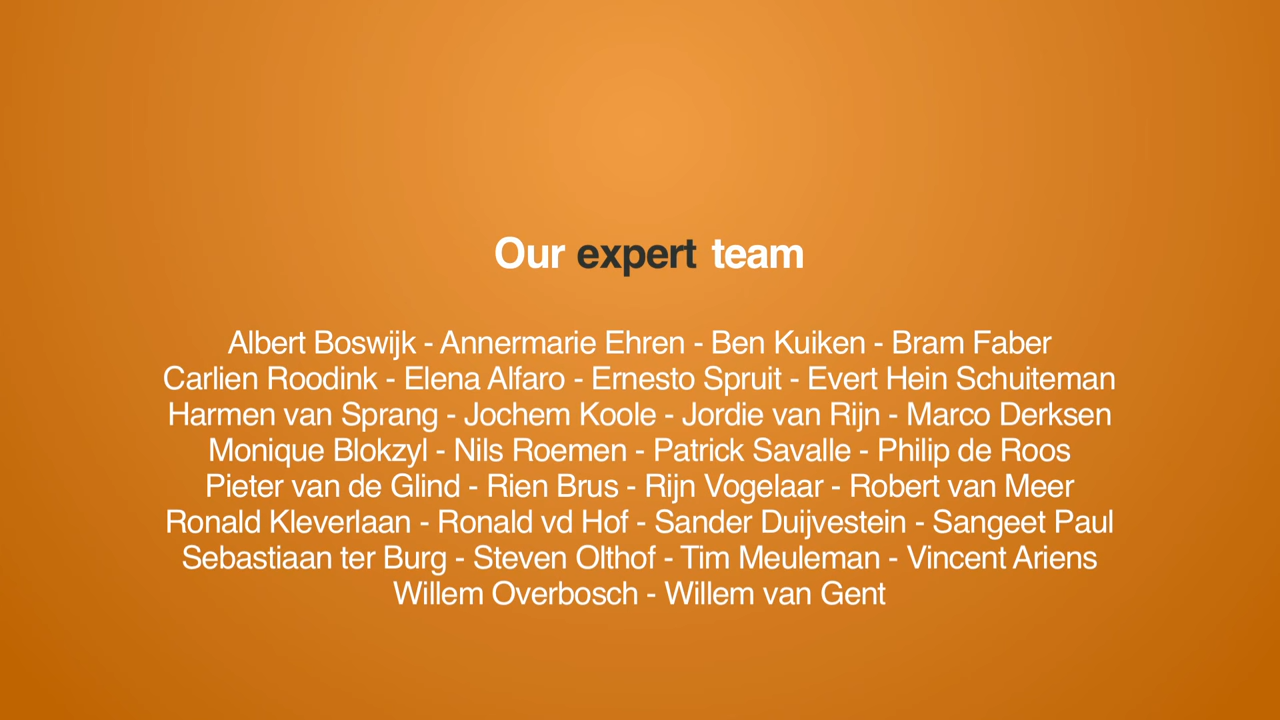 Our expert team
Albert Boswijk - Annermarie Ehren - Ben Kuiken - Bram Faber
Carlien Roodink - Elena Alfaro - Ernesto Spruit - Evert Hein Schuiteman
Harmen van Sprang - Jochem Koole - Jordie van Rijn - Marco Derksen
Monique Blokzyl - Nils Roemen - Patrick Savalle - Philip de Roos
Pieter van de Glind - Rien Brus - Rijn Vogelaar - Robert van Meer
Ronald Kleverlaan - Ronald vd Hof - Sander Duijvestein - Sangeet Paul
Sebastiaan ter Burg - Steven Olthof - Tim Meuleman - Vincent Ariens
Willem Overbosch - Willem van Gent